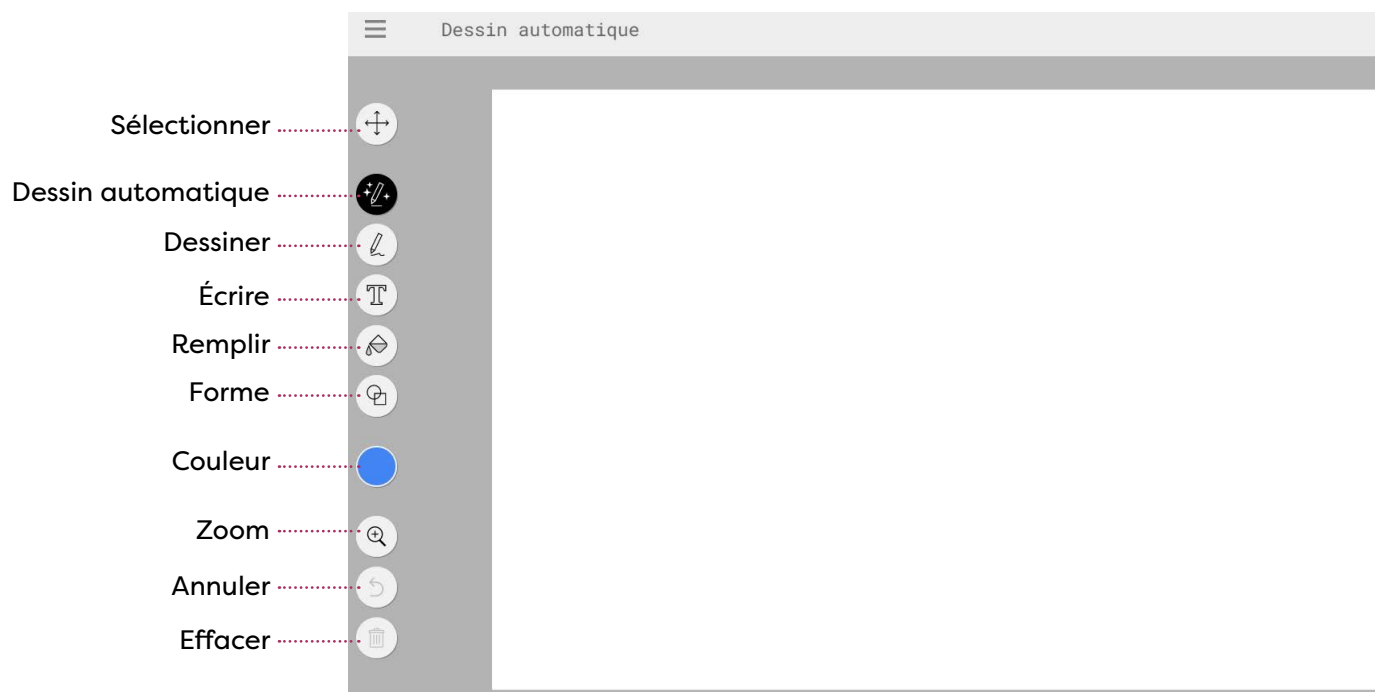 Dessin automatique
Sélectionner
Dessin automatique
Dessiner
Écrire
Remplir
Forme
Couleur
Zoom
Annuler
Effacer